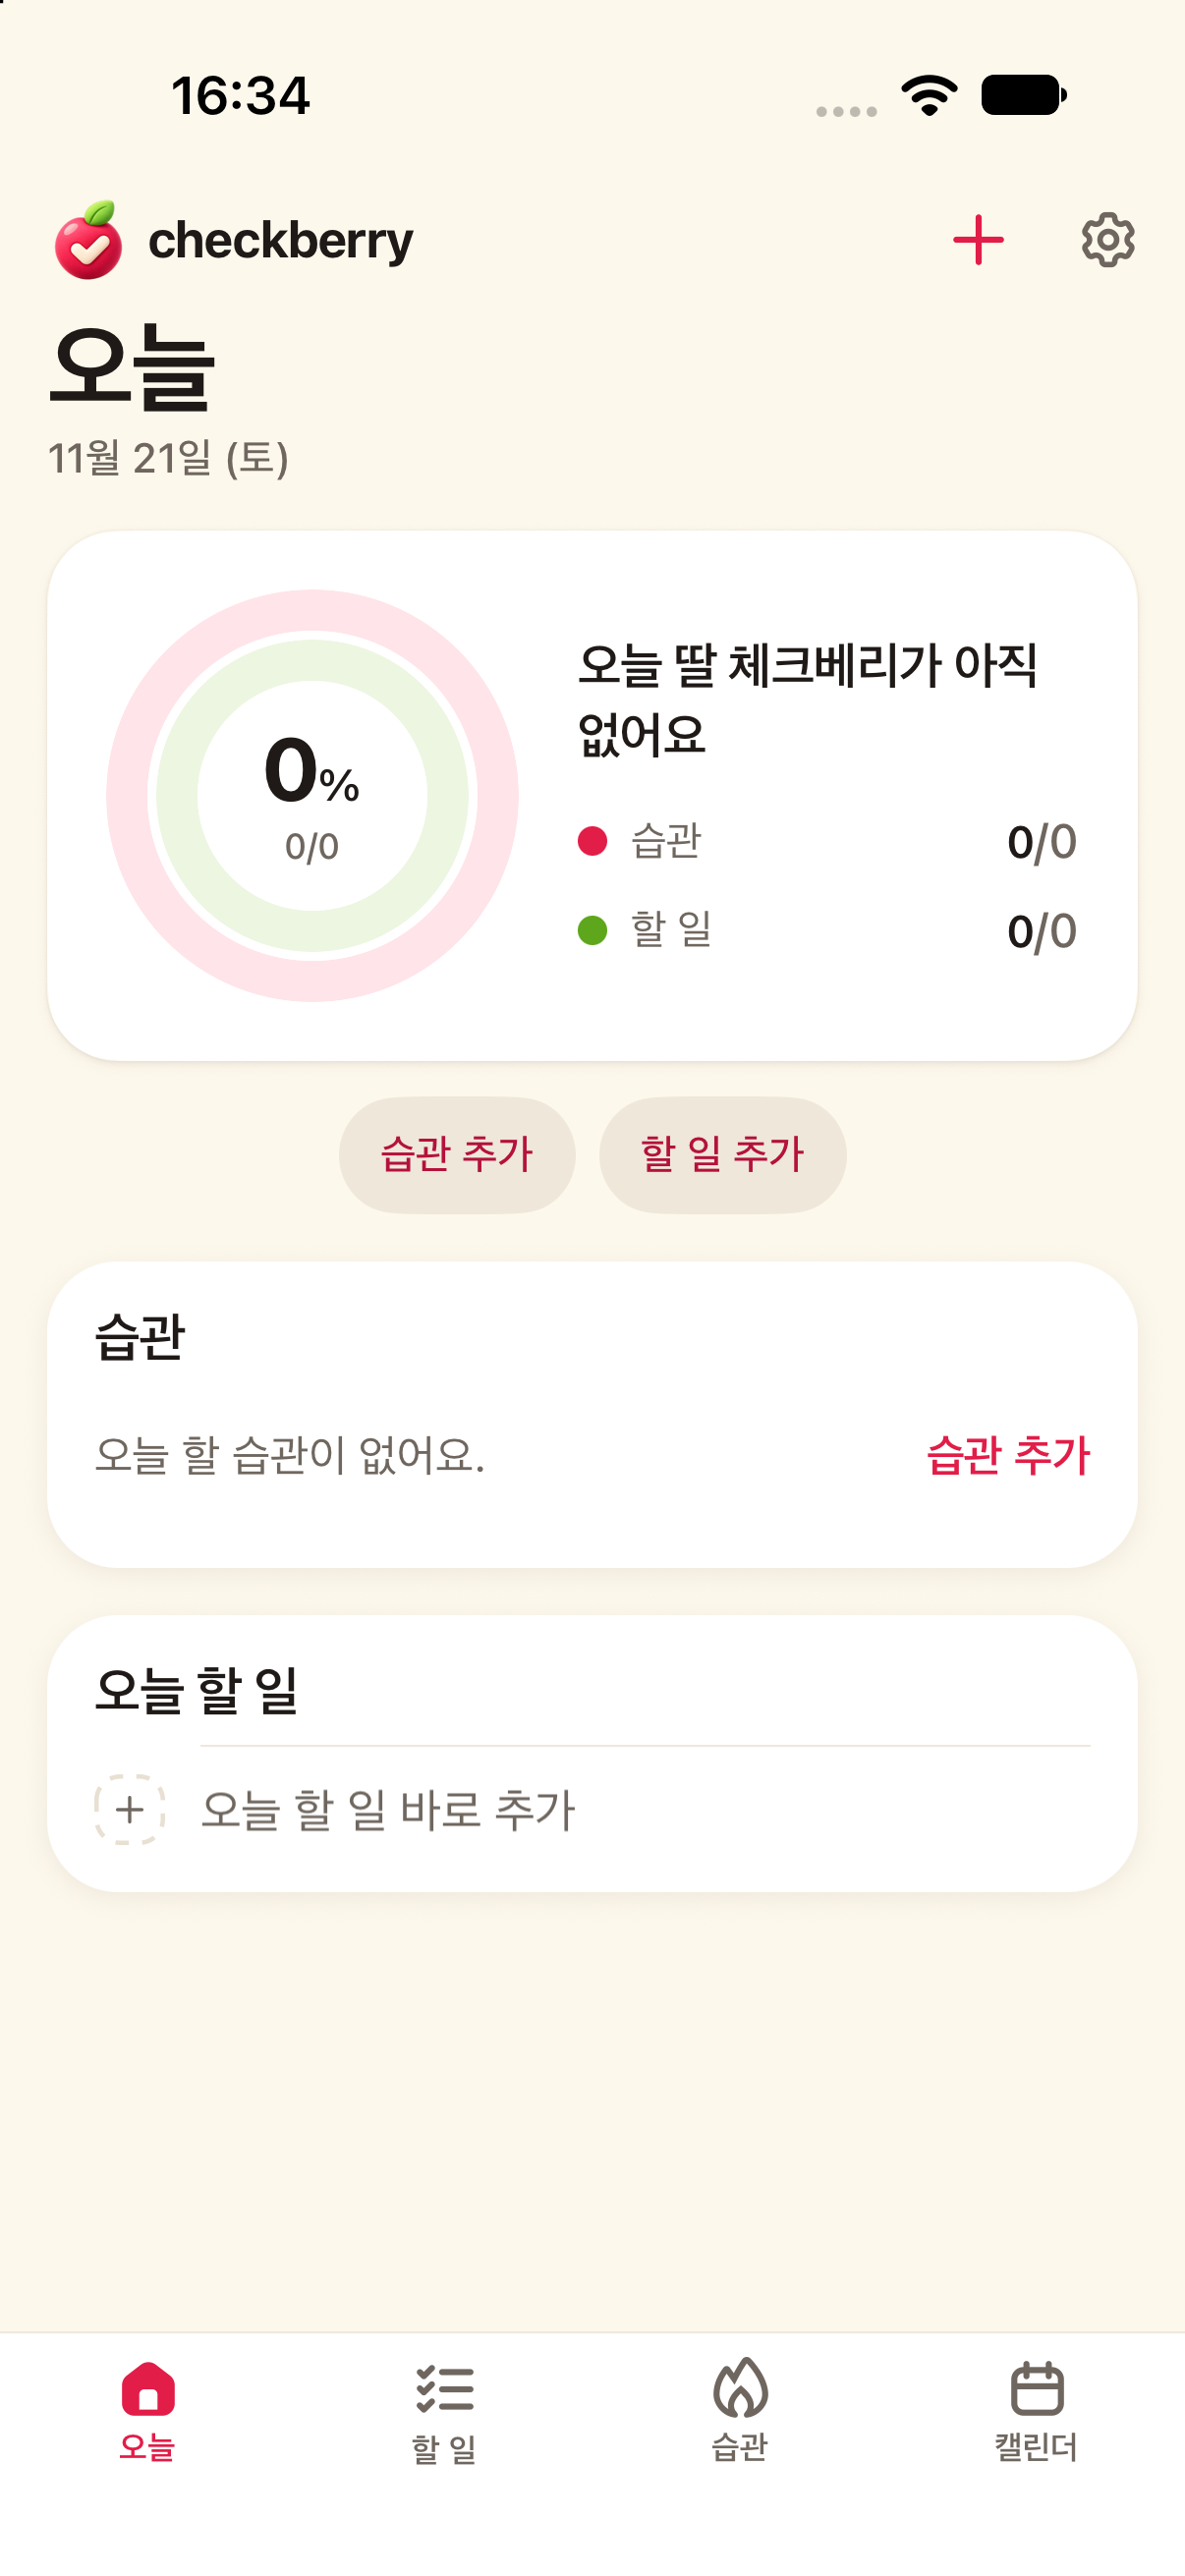 16:34
checkberry
오늘
11월 21일 (토)
0%
0/0
오늘 딸 체크베리가 아직
없어요
습관 0/0
할 일 0/0
습관 추가
할 일 추가
습관
오늘 할 습관이 없어요.
습관 추가
오늘 할 일
오늘 할 일 바로 추가
오늘
할 일
습관
캘린더